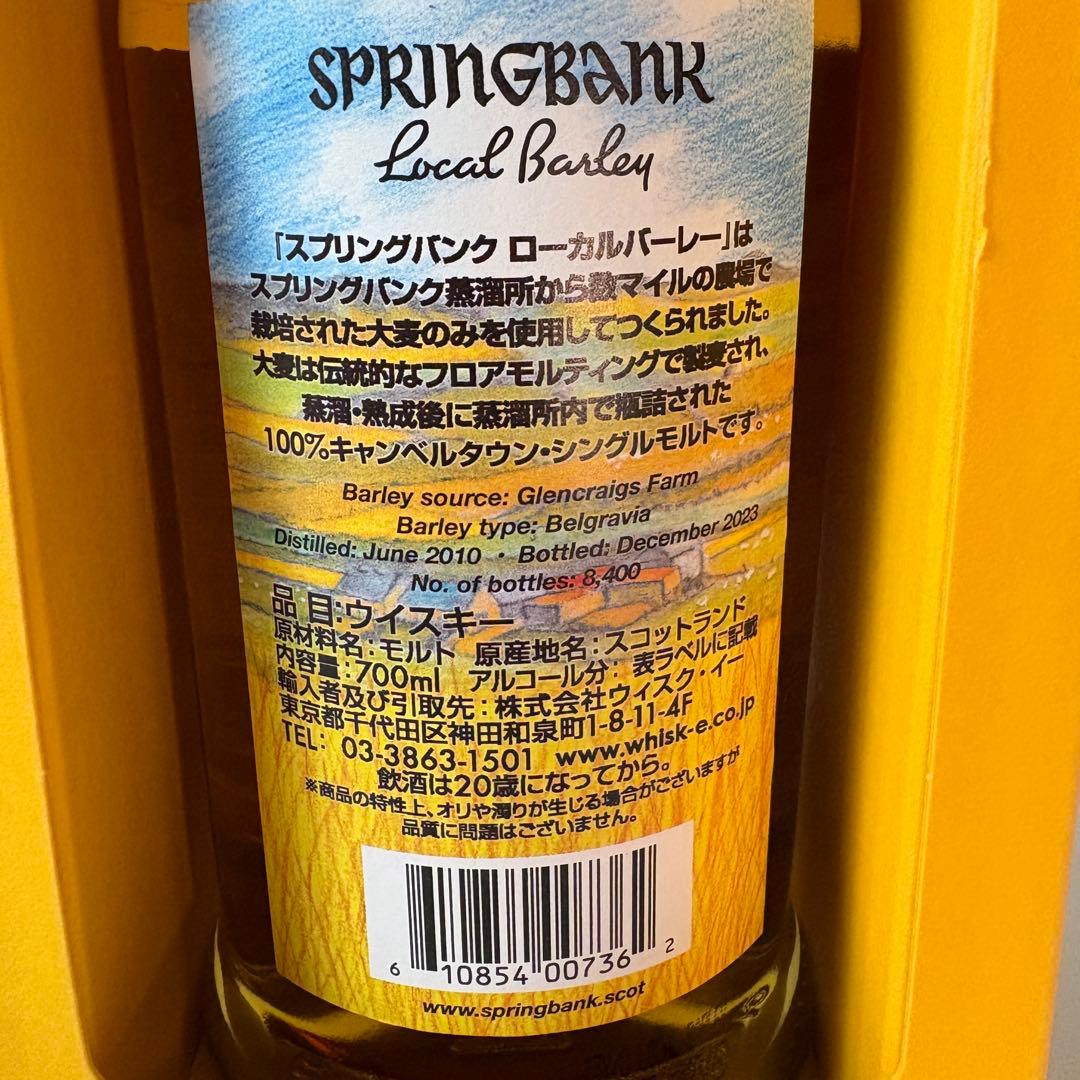 SPRINGBANK
Local Barley
「スプリングバンク ローカルバーレー」は
スプリングバンク蒸溜所から数マイルの農場で
栽培された大麦のみを使用してつくられました。
大麦は伝統的なフロアモルティングで製麦され、
蒸溜・熟成後に蒸溜所内で瓶詰された
100%キャンベルタウン・シングルモルトです。
Barley source: Glencraigs Farm
Barley type: Belgravia
Distilled: June 2010 · Bottled: December 2023
No. of bottles: 8,400
品 目:ウイスキー
原材料名:モルト 原産地名:スコットランド
内容量:700ml アルコール分:表ラベルに記載
輸入者及び引取先:株式会社ウィスク・イー
東京都千代田区神田和泉町1-8-11-4F
TEL: 03-3863-1501 www.whisk-e.co.jp
飲酒は20歳になってから。
※商品の特性上、オリや濁りが生じる場合がございますが
品質に問題はございません。
6 10854 00736 2
www.springbank.scot